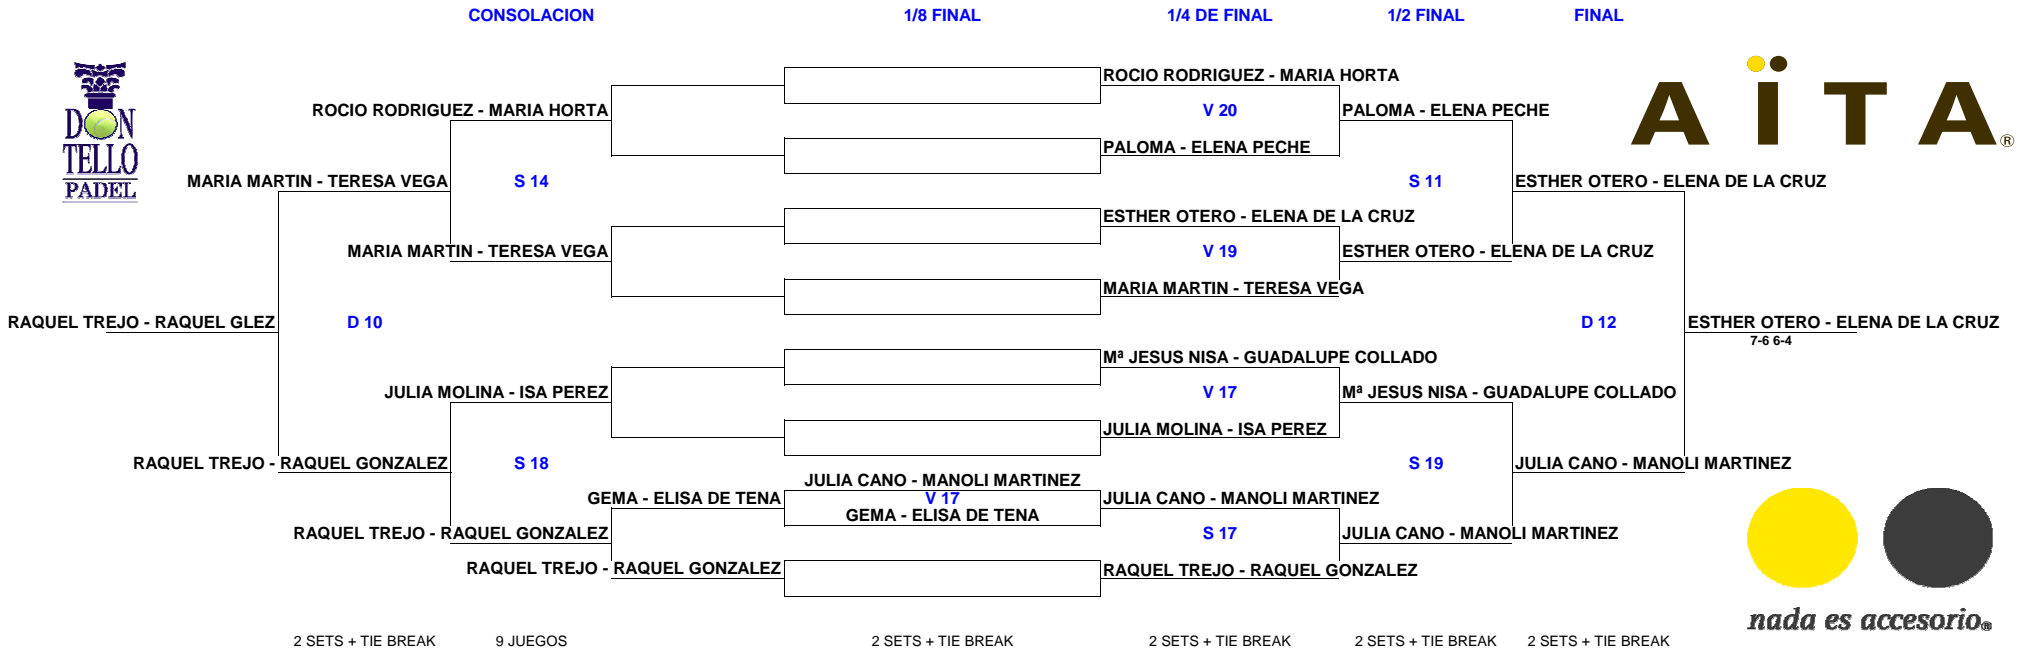 CONSOLACION 1/8 FINAL 1/4 DE FINAL 1/2 FINAL FINAL
ROCIO RODRIGUEZ - MARIA HORTA
AÏTA®
DON
TELLO
PADEL
ROCIO RODRIGUEZ - MARIA HORTA V 20 PALOMA - ELENA PECHE
PALOMA - ELENA PECHE
MARIA MARTIN - TERESA VEGA S 14 S 11 ESTHER OTERO - ELENA DE LA CRUZ
ESTHER OTERO - ELENA DE LA CRUZ
MARIA MARTIN - TERESA VEGA V 19 ESTHER OTERO - ELENA DE LA CRUZ
MARIA MARTIN - TERESA VEGA
RAQUEL TREJO - RAQUEL GLEZ D 10 D 12 ESTHER OTERO - ELENA DE LA CRUZ
7-6 6-4
Mª JESUS NISA - GUADALUPE COLLADO
JULIA MOLINA - ISA PEREZ V 17 Mª JESUS NISA - GUADALUPE COLLADO
JULIA MOLINA - ISA PEREZ
RAQUEL TREJO - RAQUEL GONZALEZ S 18 S 19 JULIA CANO - MANOLI MARTINEZ
JULIA CANO - MANOLI MARTINEZ
GEMA - ELISA DE TENA V 17 JULIA CANO - MANOLI MARTINEZ
GEMA - ELISA DE TENA
RAQUEL TREJO - RAQUEL GONZALEZ S 17 JULIA CANO - MANOLI MARTINEZ
RAQUEL TREJO - RAQUEL GONZALEZ RAQUEL TREJO - RAQUEL GONZALEZ
nada es accesorio®
2 SETS + TIE BREAK 9 JUEGOS 2 SETS + TIE BREAK 2 SETS + TIE BREAK 2 SETS + TIE BREAK 2 SETS + TIE BREAK